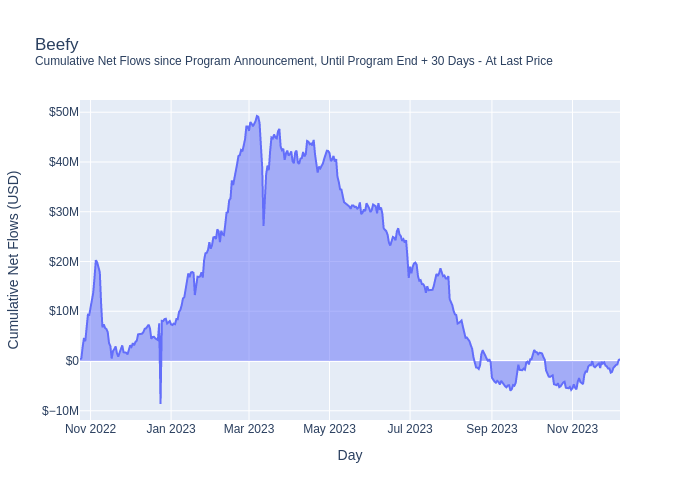 Beefy
Cumulative Net Flows since Program Announcement, Until Program End + 30 Days - At Last Price
Cumulative Net Flows (USD)
$50M
$40M
$30M
$20M
$10M
$0
$−10M
Nov 2022 Jan 2023 Mar 2023 May 2023 Jul 2023 Sep 2023 Nov 2023
Day